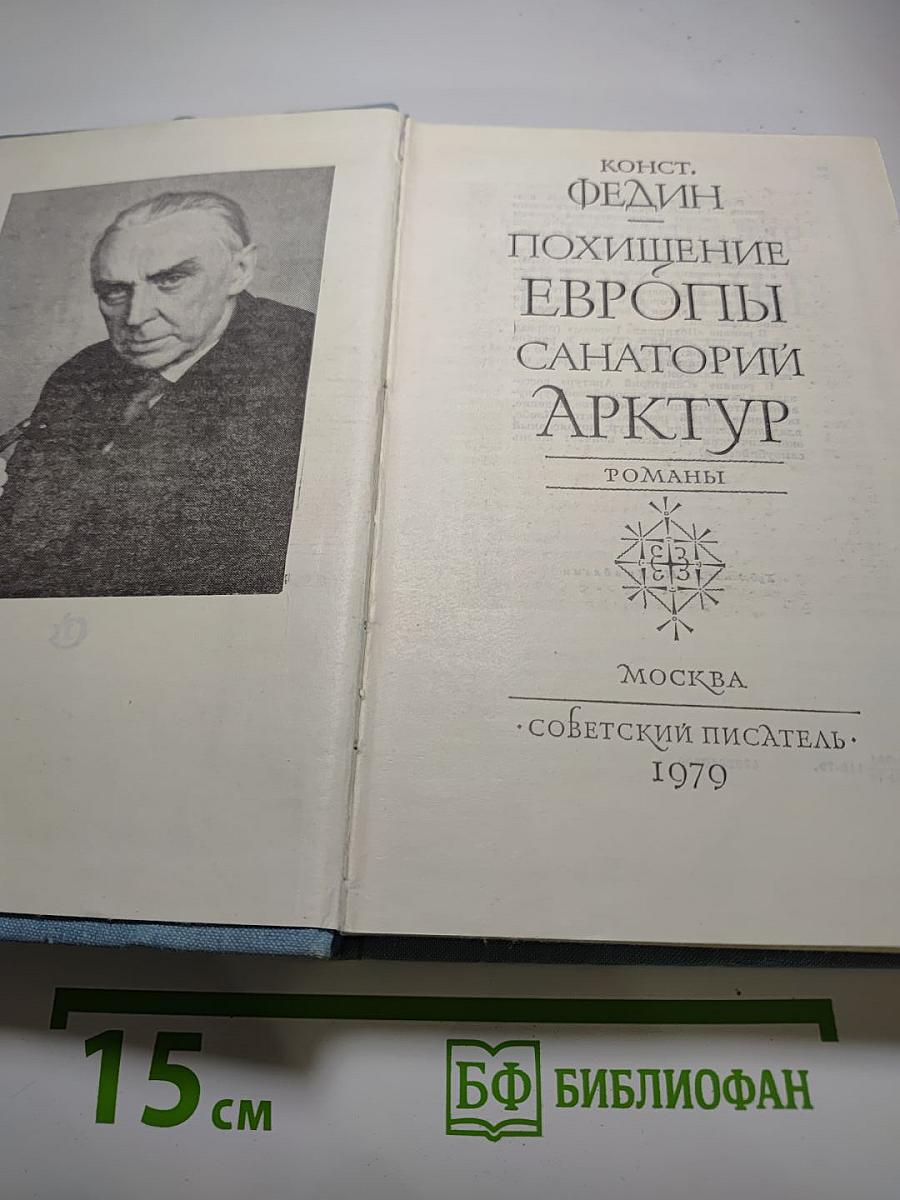 КОНСТ.
ФЕДИН
ПОХИЩЕНИЕ
ЕВРОПЫ
САНАТОРИЙ
АРКТУР
РОМАНЫ
МОСКВА
·СОВЕТСКИЙ ПИСАТЕЛЬ·
1979
15 см
БФ БИБЛИОФАН